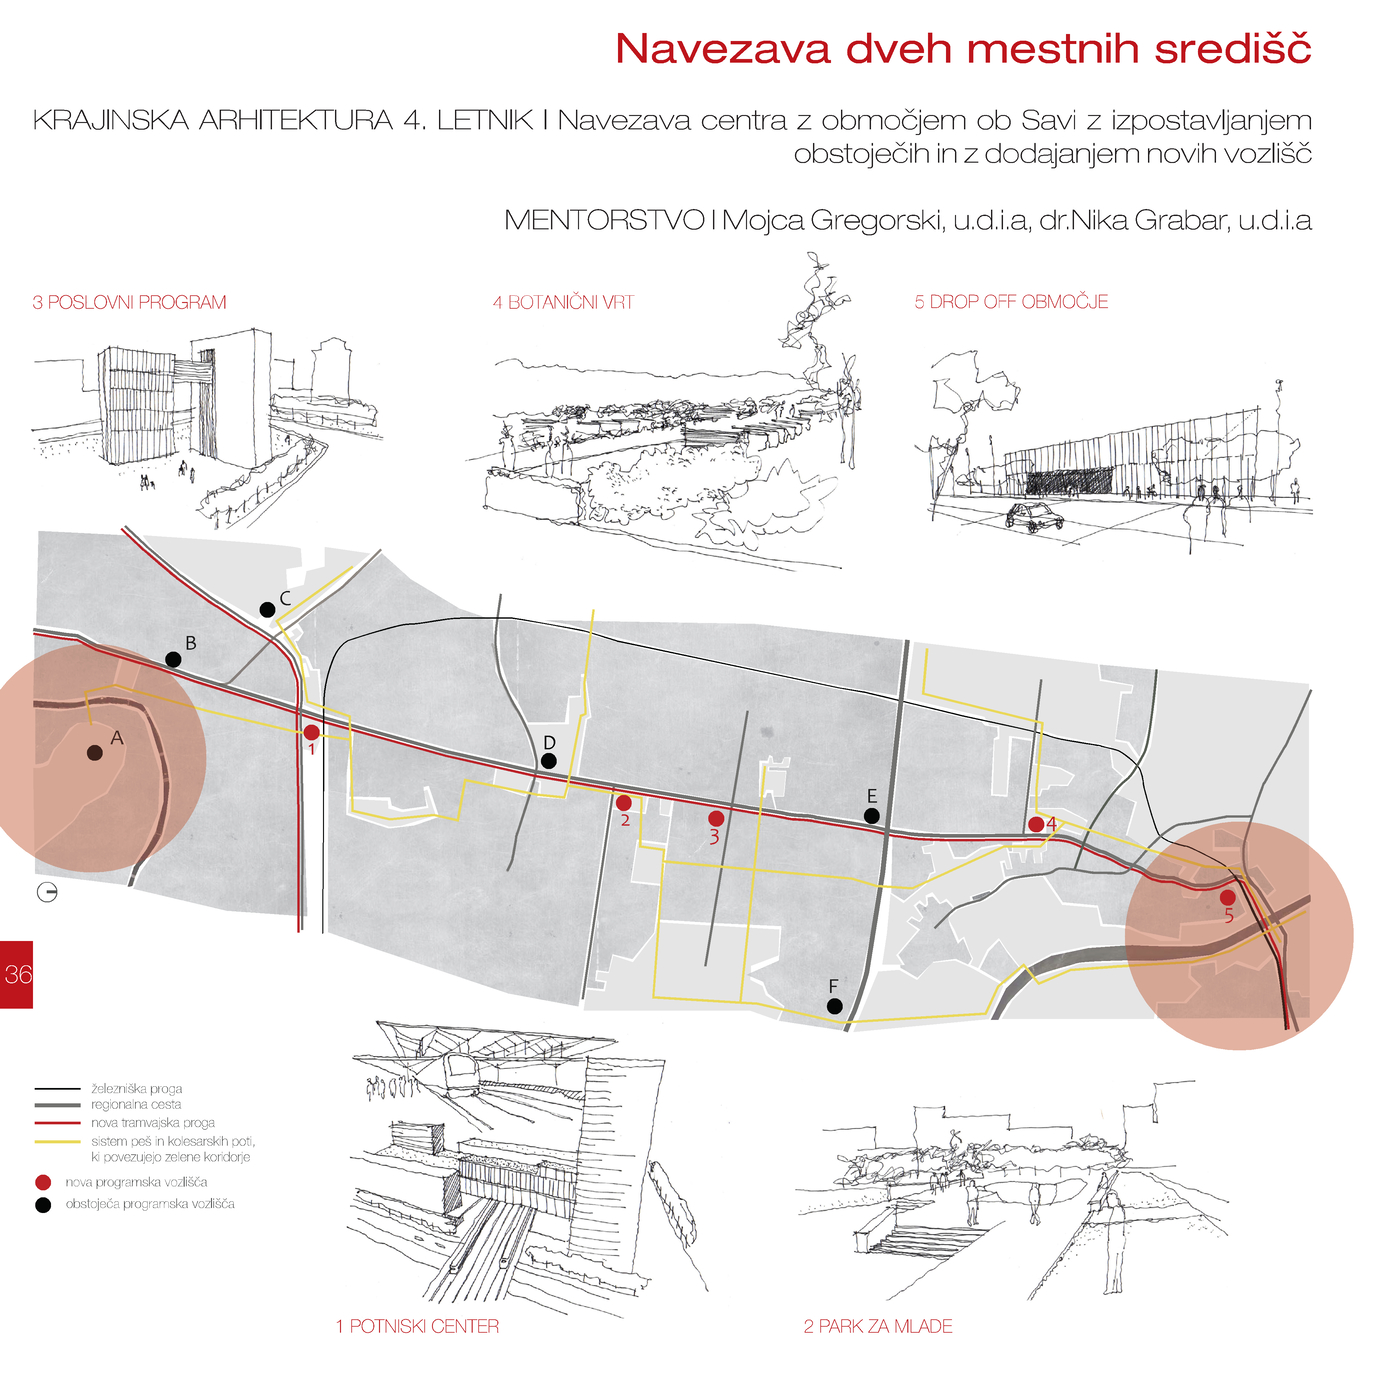 Navezava dveh mestnih središč
KRAJINSKA ARHITEKTURA 4. LETNIK I Navezava centra z območjem ob Savi z izpostavljanjem
obstoječih in z dodajanjem novih vozlišč
MENTORSTVO I Mojca Gregorski, u.d.i.a, dr.Nika Grabar, u.d.i.a
3 POSLOVNI PROGRAM
4 BOTANIČNI VRT
5 DROP OFF OBMOČJE
C
B
A
1
D
2
3
E
4
5
F
36
železniška proga
regionalna cesta
nova tramvajska proga
sistem peš in kolesarskih poti,
ki povezujejo zelene koridorje
nova programska vozlišča
obstoječa programska vozlišča
1 POTNISKI CENTER
2 PARK ZA MLADE